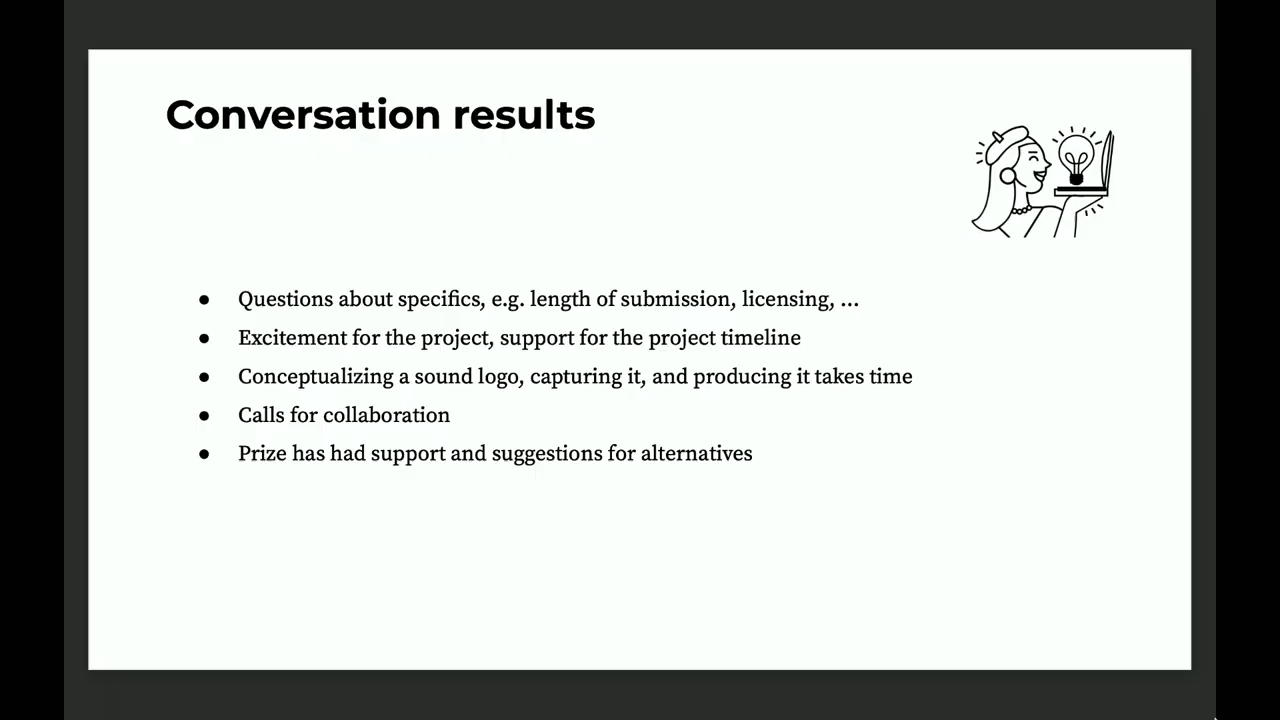 Conversation results
● Questions about specifics, e.g. length of submission, licensing, …
● Excitement for the project, support for the project timeline
● Conceptualizing a sound logo, capturing it, and producing it takes time
● Calls for collaboration
● Prize has had support and suggestions for alternatives